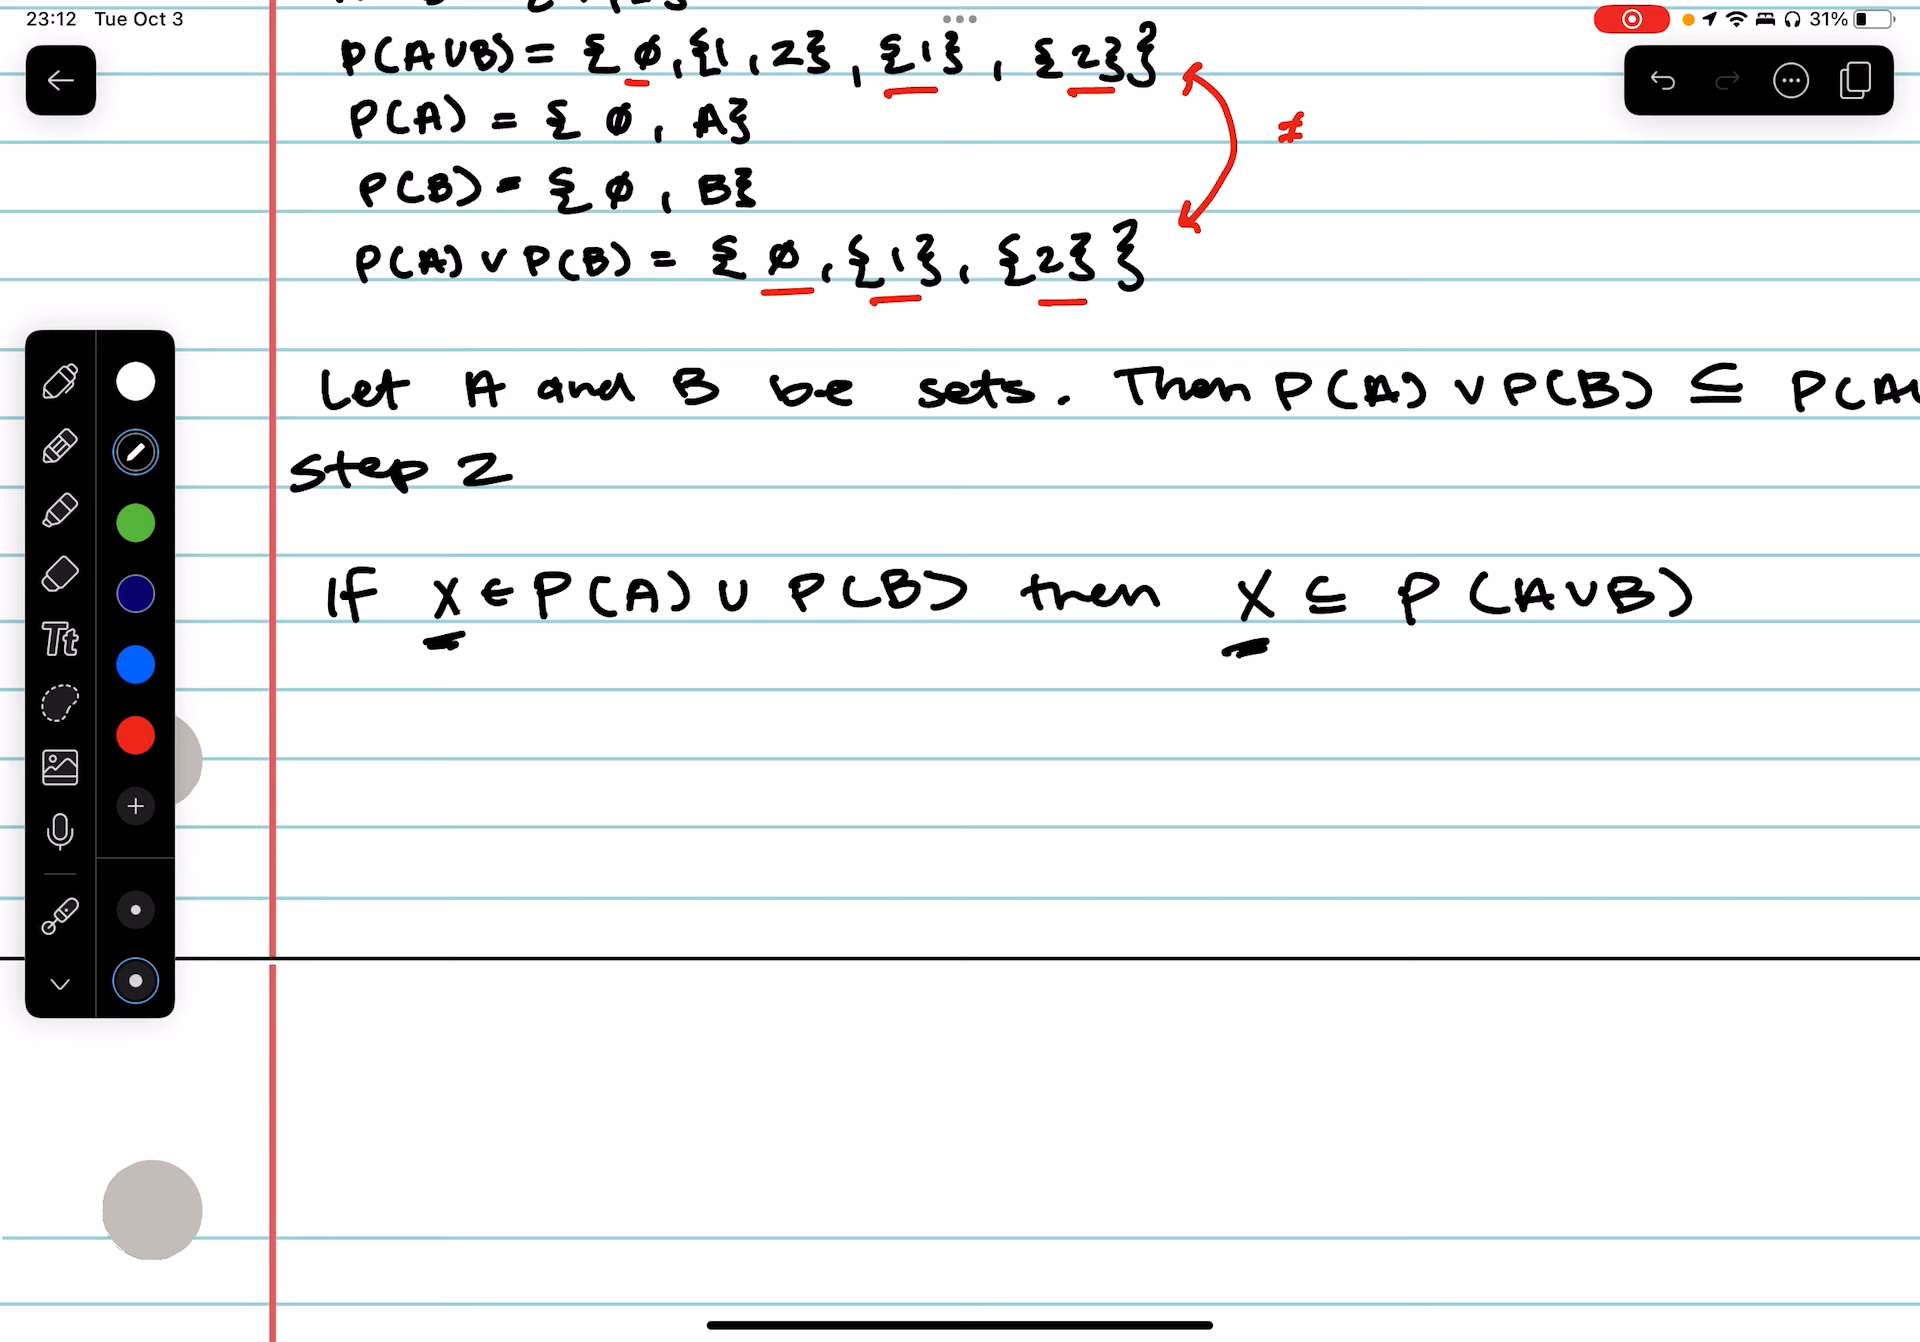 23:12 Tue Oct 3
31%
P(A∪B) = {∅, {1, 2}, {1}, {2}}
≠
P(A) = {∅, A}
P(B) = {∅, B}
P(A) ∪ P(B) = {∅, {1}, {2}}
Let A and B be sets. Then P(A) ∪ P(B) ⊆ P(A∪
Step 2
If x ∈ P(A) ∪ P(B) then X ⊆ P(A∪B)
Tt